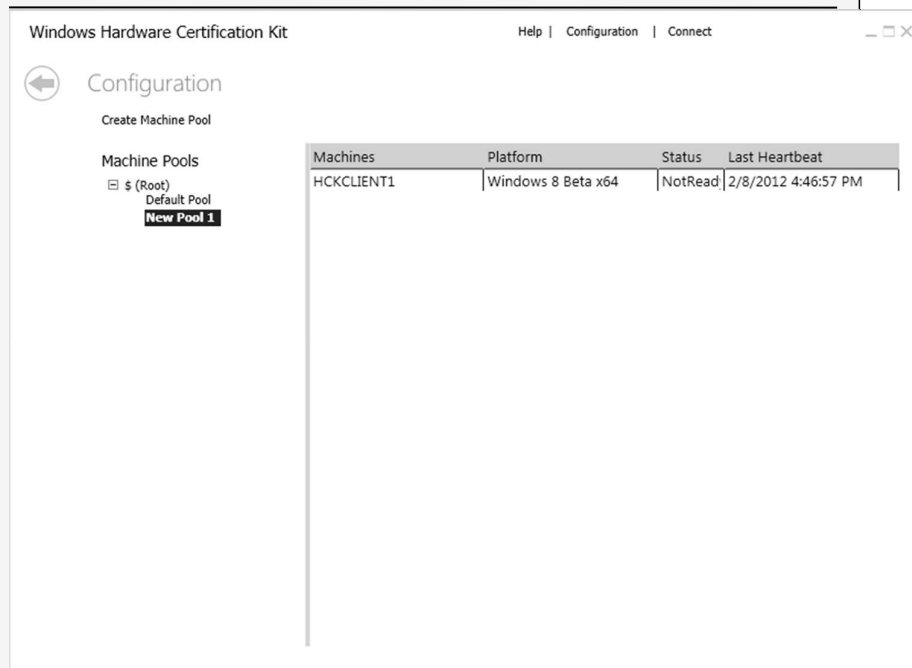 Windows Hardware Certification Kit
Help | Configuration | Connect
Configuration
Create Machine Pool
Machine Pools
$ (Root)
Default Pool
New Pool 1
Machines Platform Status Last Heartbeat
HCKCLIENT1 Windows 8 Beta x64 NotRead 2/8/2012 4:46:57 PM